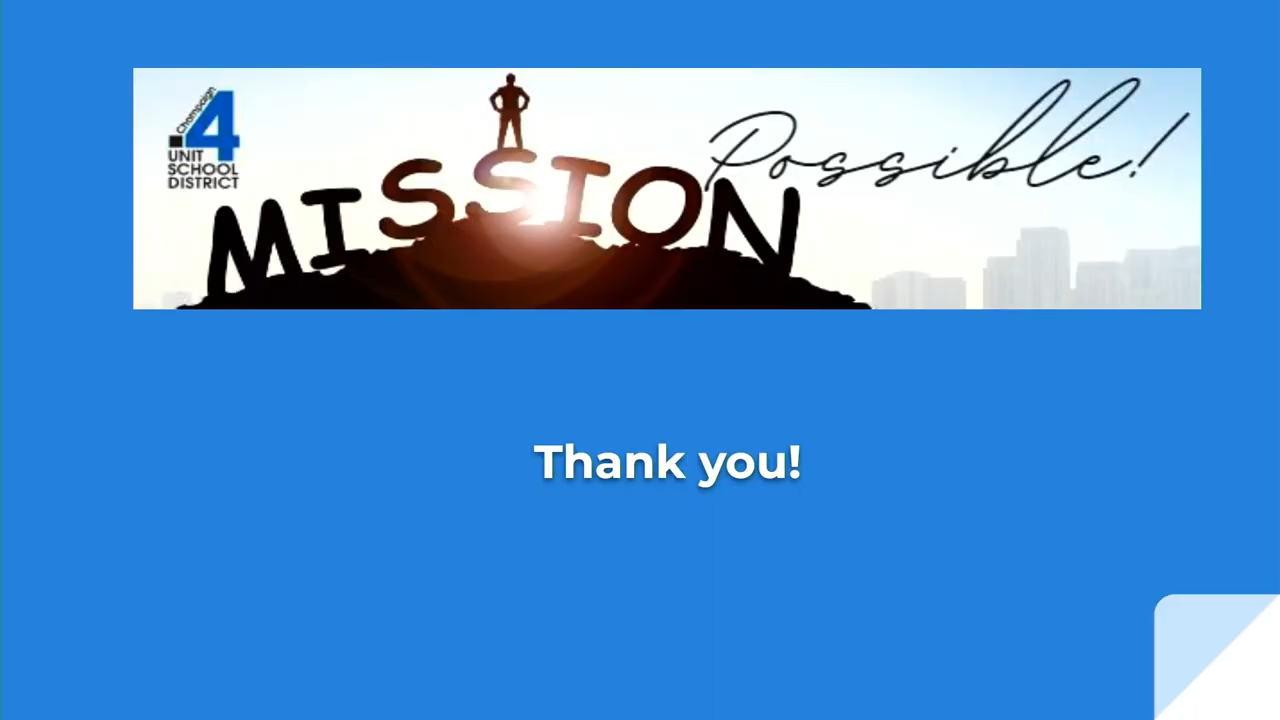 Champaign
4
UNIT
SCHOOL
DISTRICT
MISSION
Possible!
Thank you!